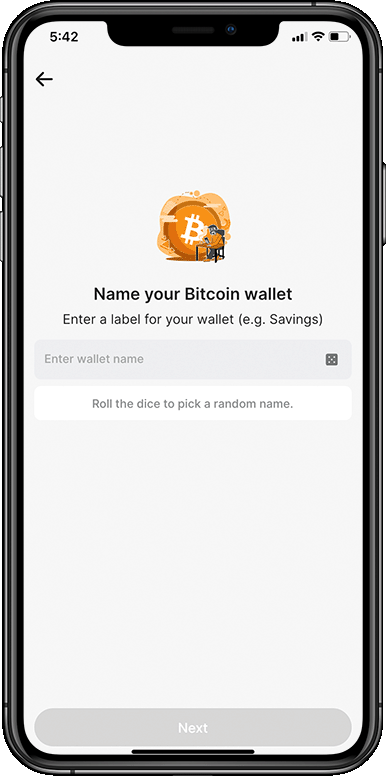 5:42
Name your Bitcoin wallet
Enter a label for your wallet (e.g. Savings)
Enter wallet name
Roll the dice to pick a random name.
Next